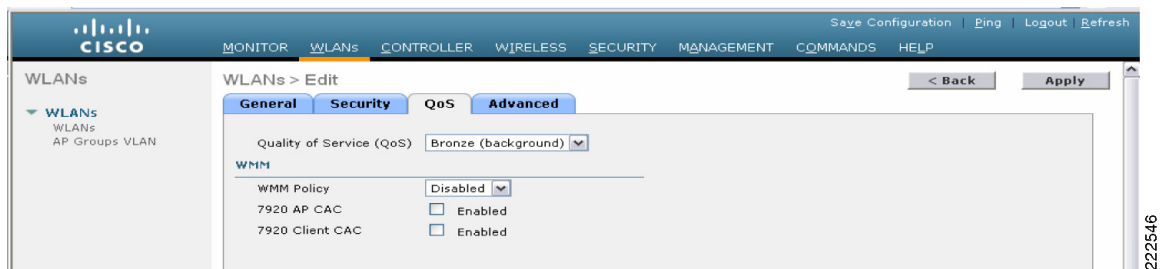 Save Configuration | Ping | Logout | Refresh
CISCO
MONITOR WLANs CONTROLLER WIRELESS SECURITY MANAGEMENT COMMANDS HELP
WLANs
WLANs > Edit
< Back
Apply
General Security QoS Advanced
WLANs
WLANs
AP Groups VLAN
Quality of Service (QoS) Bronze (background)
WMM
WMM Policy Disabled
7920 AP CAC Enabled
7920 Client CAC Enabled
222546